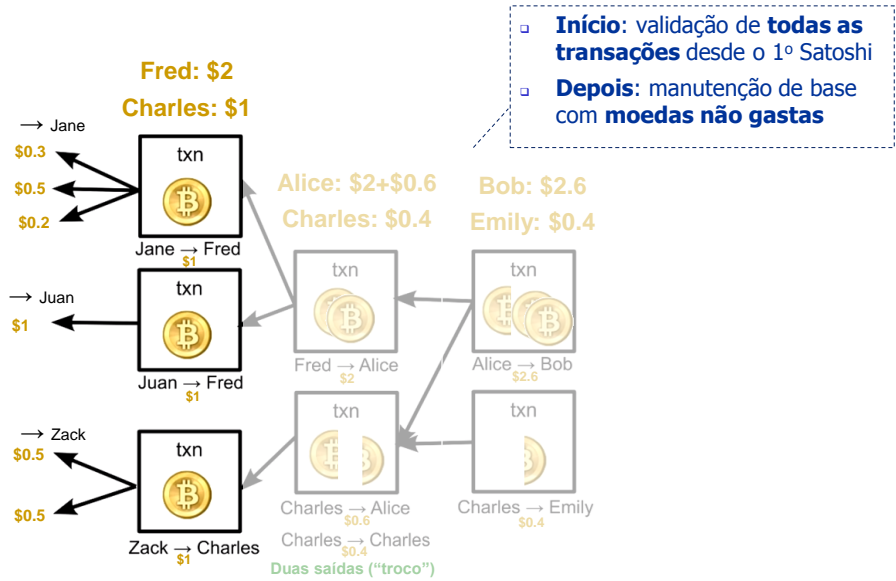 ❑ Início: validação de todas as
transações desde o 1º Satoshi
❑ Depois: manutenção de base
com moedas não gastas
Fred: $2
Charles: $1
→ Jane
$0.3
$0.5
$0.2
txn
Jane → Fred
$1
Alice: $2+$0.6
Charles: $0.4
Bob: $2.6
Emily: $0.4
→ Juan
$1
txn
Juan → Fred
$1
txn
Fred → Alice
$2
txn
Alice → Bob
$2.6
→ Zack
$0.5
$0.5
txn
Zack → Charles
$1
txn
Charles → Alice
$0.6
Charles → Charles
$0.4
Duas saídas (“troco”)
txn
Charles → Emily
$0.4